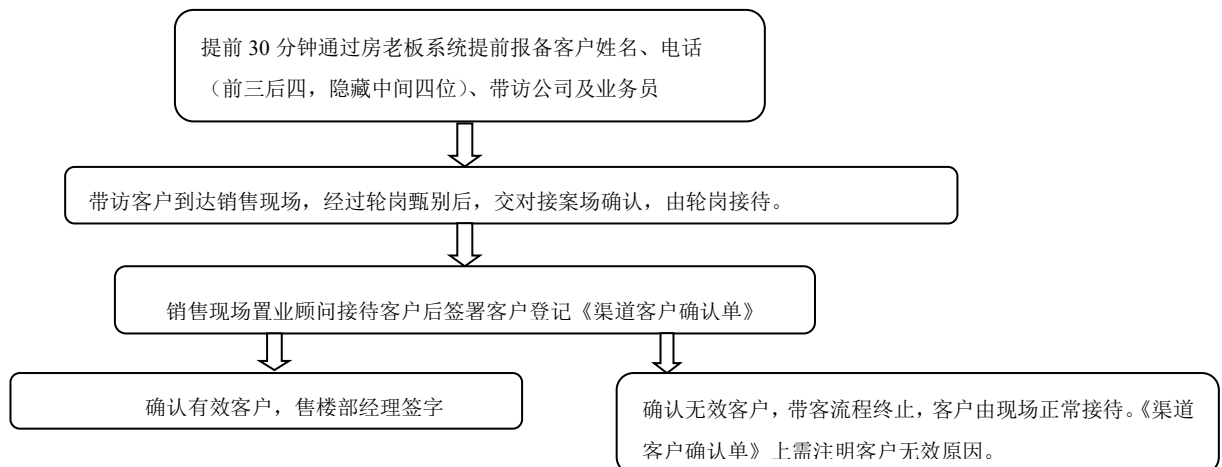 提前 30 分钟通过房老板系统提前报备客户姓名、电话
（前三后四，隐藏中间四位）、带访公司及业务员
带访客户到达销售现场，经过轮岗甄别后，交对接案场确认，由轮岗接待。
销售现场置业顾问接待客户后签署客户登记《渠道客户确认单》
确认有效客户，售楼部经理签字
确认无效客户，带客流程终止，客户由现场正常接待。《渠道
客户确认单》上需注明客户无效原因。